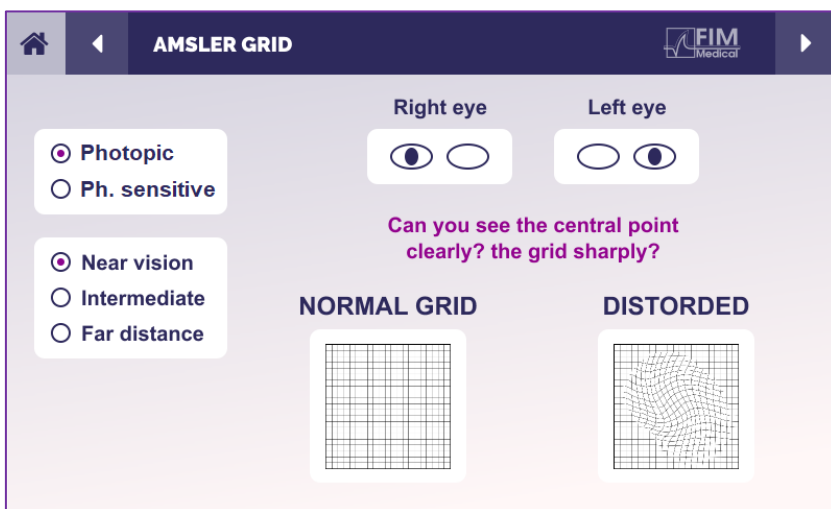 AMSLER GRID
FIM
Medical
Right eye
Left eye
Photopic
Ph. sensitive
Can you see the central point
clearly? the grid sharply?
Near vision
Intermediate
Far distance
NORMAL GRID
DISTORDED